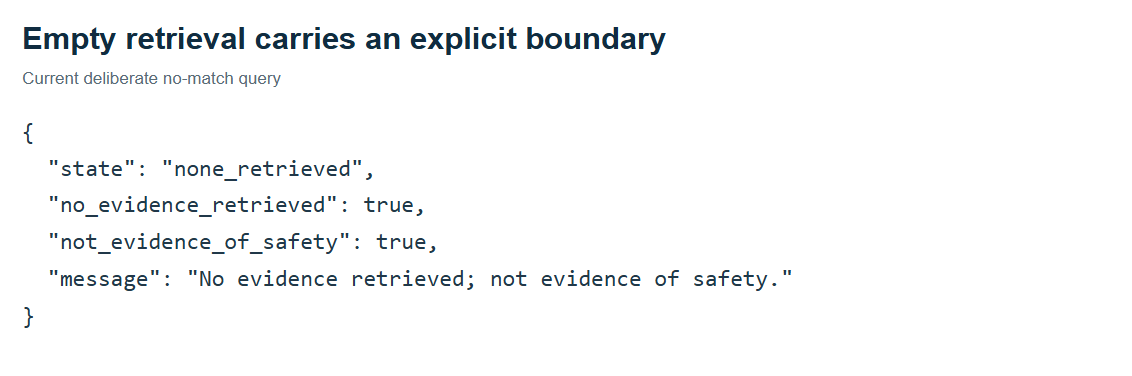 Empty retrieval carries an explicit boundary
Current deliberate no-match query
{
  "state": "none_retrieved",
  "no_evidence_retrieved": true,
  "not_evidence_of_safety": true,
  "message": "No evidence retrieved; not evidence of safety."
}